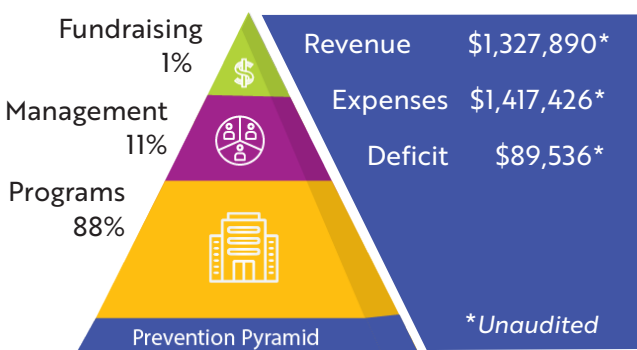 Fundraising
1%
Management
11%
Programs
88%
$
Prevention Pyramid
Revenue $1,327,890*
Expenses $1,417,426*
Deficit $89,536*
*Unaudited